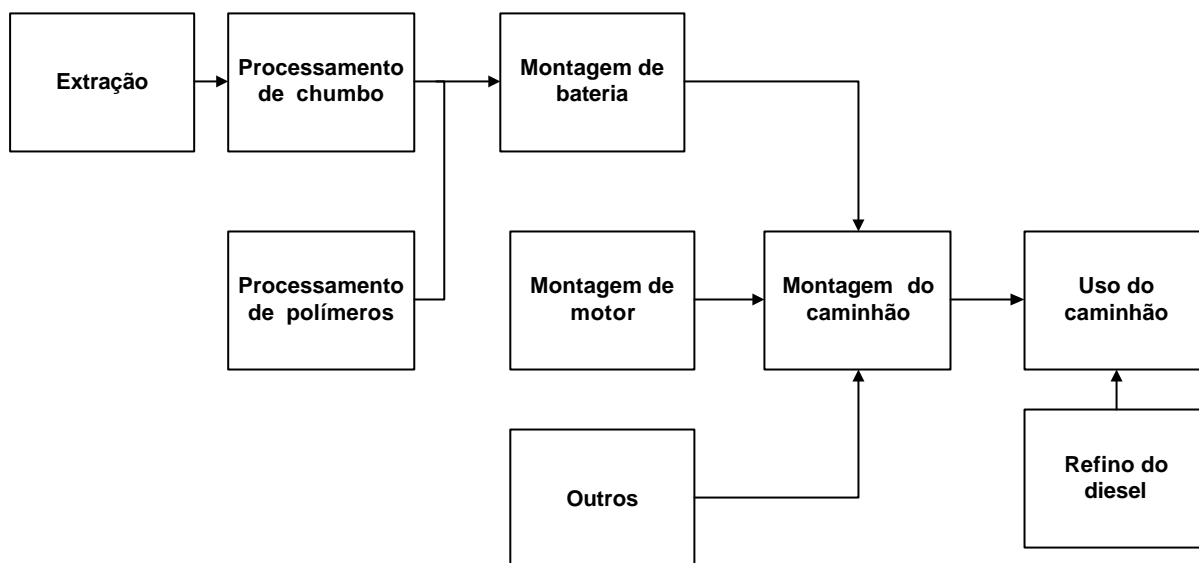 Extração
Processamento
de chumbo
Montagem de
bateria
Processamento
de polímeros
Montagem de
motor
Montagem do
caminhão
Uso do
caminhão
Outros
Refino do
diesel